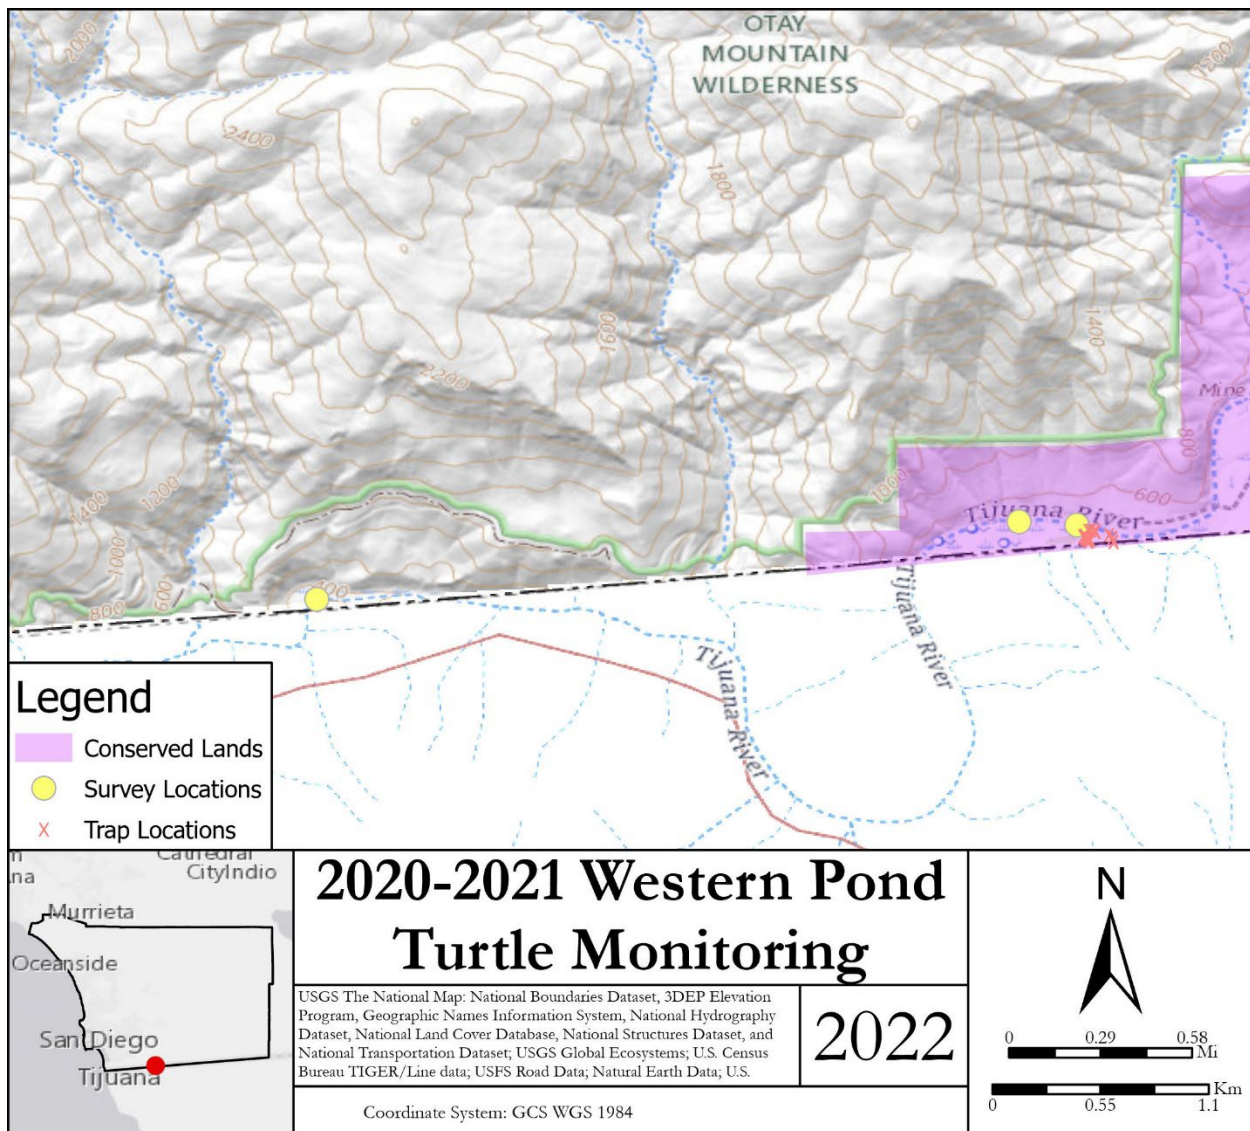 OTAY
MOUNTAIN
WILDERNESS
2000
1200
2400
1800
1600
1400
2200
Mine
800
1000
600
1400
1200
1000
600
800
400
Tijuana River
Tijuana River
Tijuana River
Legend
Conserved Lands
Survey Locations
Trap Locations
Cathedral
City
Indio
Murrieta
Oceanside
San Diego
Tijuana
2020-2021 Western Pond
Turtle Monitoring
USGS The National Map: National Boundaries Dataset, 3DEP Elevation
Program, Geographic Names Information System, National Hydrography
Dataset, National Land Cover Database, National Structures Dataset, and
National Transportation Dataset; USGS Global Ecosystems; U.S. Census
Bureau TIGER/Line data; USFS Road Data; Natural Earth Data; U.S.
2022
Coordinate System: GCS WGS 1984
N
0 0.29 0.58
Mi
Km
0 0.55 1.1